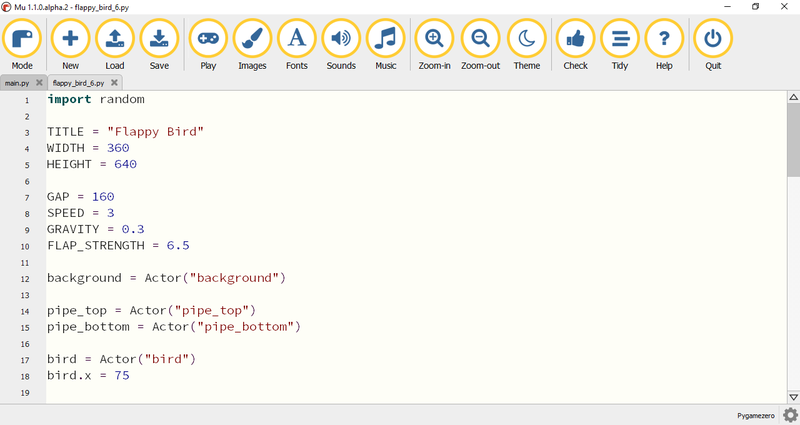 Mu 1.1.0.alpha.2 - flappy_bird_6.py
Mode New Load Save Play Images Fonts Sounds Music Zoom-in Zoom-out Theme Check Tidy Help Quit
main.py flappy_bird_6.py
1 import random
2
3 TITLE = "Flappy Bird"
4 WIDTH = 360
5 HEIGHT = 640
6
7 GAP = 160
8 SPEED = 3
9 GRAVITY = 0.3
10 FLAP_STRENGTH = 6.5
11
12 background = Actor("background")
13
14 pipe_top = Actor("pipe_top")
15 pipe_bottom = Actor("pipe_bottom")
16
17 bird = Actor("bird")
18 bird.x = 75
19
Pygamezero